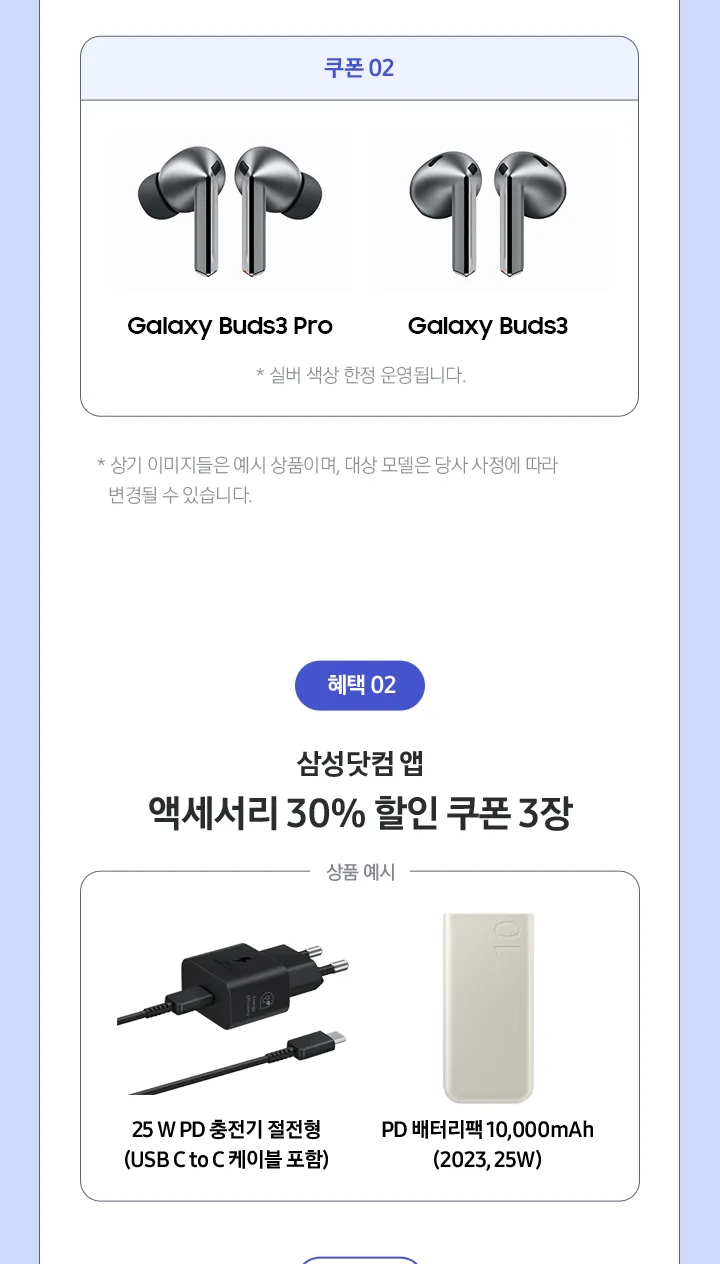 쿠폰 02
Galaxy Buds3 Pro
Galaxy Buds3
* 실버 색상 한정 운영됩니다.
* 상기 이미지들은 예시 상품이며, 대상 모델은 당사 사정에 따라
변경될 수 있습니다.
혜택 02
삼성닷컴 앱
액세서리 30% 할인 쿠폰 3장
상품 예시
10
25 W PD 충전기 절전형
(USB C to C 케이블 포함)
PD 배터리팩 10,000mAh
(2023, 25W)